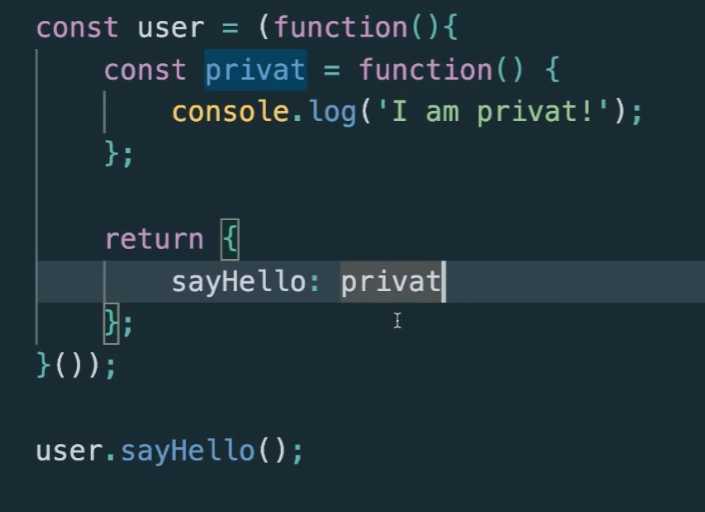 const user = (function(){
    const privat = function() {
        console.log('I am privat!');
    };

    return {
        sayHello: privat
    };
}());

user.sayHello();